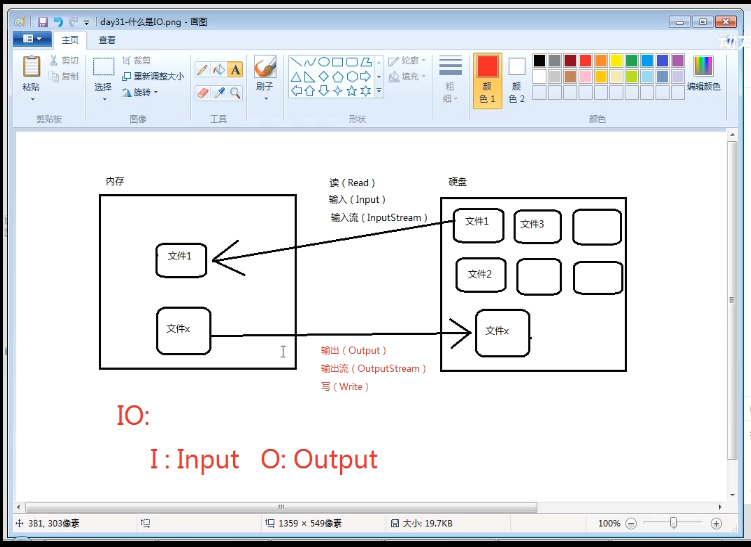 day31-什么是IO.png - 画图
主页 查看
剪切
复制
粘贴
剪贴板
选择
裁剪
重新调整大小
旋转
图像
A
工具
刷子
形状
轮廓
填充
粗细
颜色 1
颜色 2
编辑颜色
颜色
内存
读（Read）
输入（Input）
输入流（InputStream）
硬盘
文件1
文件1 文件3
文件2
文件x
文件x
输出（Output）
输出流（OutputStream）
写（Write）
IO:
I : Input O: Output
381, 303像素
1359 × 549像素
大小: 19.7KB
100%